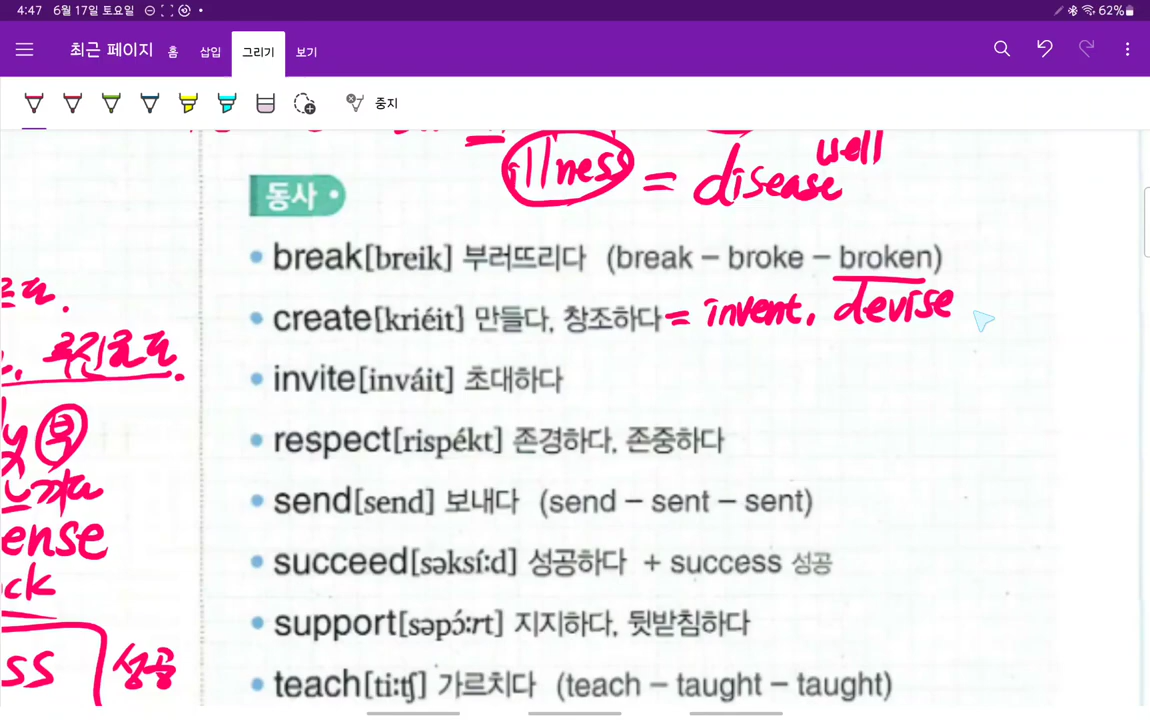 4:47 6월 17일 토요일 62%
최근 페이지 홈 삽입 그리기 보기
중지
well
illness = disease
동사
break[breik] 부러뜨리다 (break – broke – broken)
create[kriéit] 만들다, 창조하다 = invent, devise
invite[inváit] 초대하다
respect[rispékt] 존경하다, 존중하다
send[send] 보내다 (send – sent – sent)
ense
succeed[səksíːd] 성공하다 + success 성공
ck
support[səpɔ́ːrt] 지지하다, 뒷받침하다
ss 성공
teach[tiːtʃ] 가르치다 (teach – taught – taught)